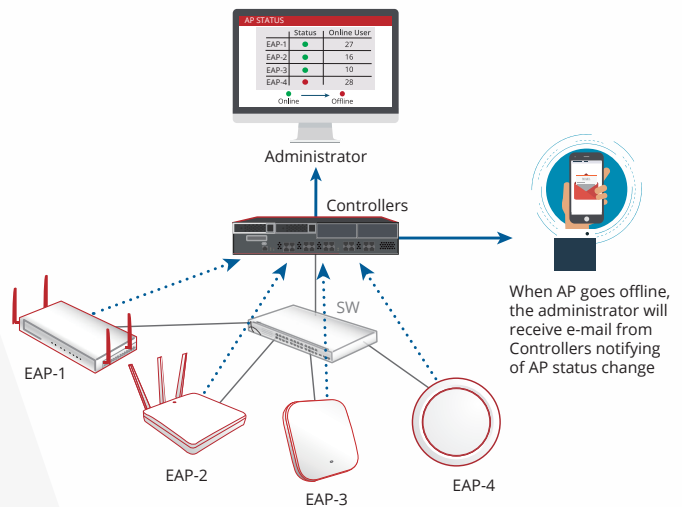 AP STATUS
Status Online User
EAP-1 27
EAP-2 16
EAP-3 10
EAP-4 28
Online Offline
Administrator
Controllers
SW
When AP goes offline,
the administrator will
receive e-mail from
Controllers notifying
of AP status change
EAP-1
EAP-2
EAP-3
EAP-4